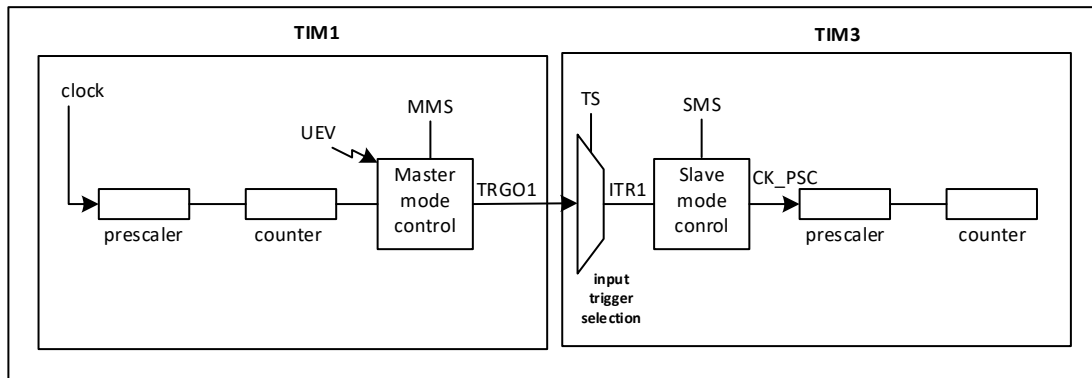 TIM1
TIM3
clock
MMS
UEV
Master
mode
control
TRGO1
prescaler
counter
TS
SMS
ITR1
Slave
mode
conrol
CK_PSC
prescaler
counter
input
trigger
selection